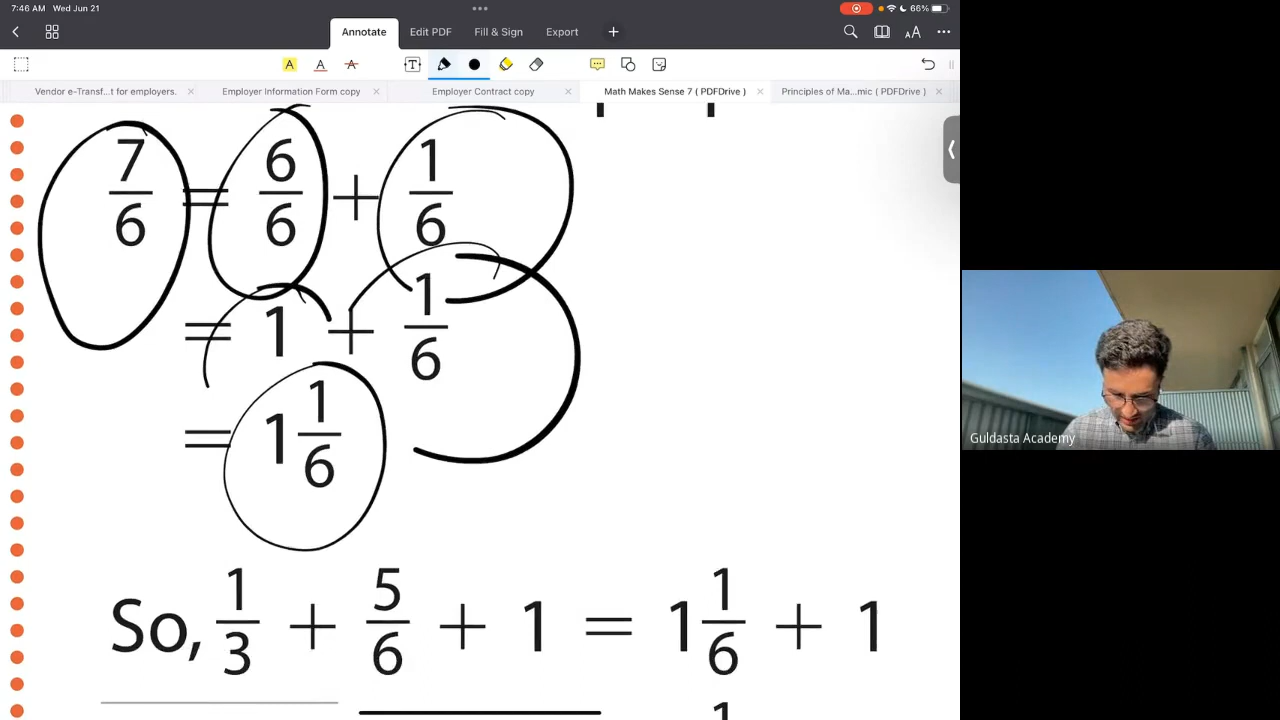 7:46 AM Wed Jun 21
66%
Annotate Edit PDF Fill & Sign Export
AA
A A A T
Vendor e-Transf...t for employers. Employer Information Form copy Employer Contract copy Math Makes Sense 7 ( PDFDrive ) Principles of Ma...mic ( PDFDrive )
7/6 = 6/6 + 1/6
= 1 + 1/6
= 1 1/6
So, 1/3 + 5/6 + 1 = 1 1/6 + 1
1
Guldasta Academy